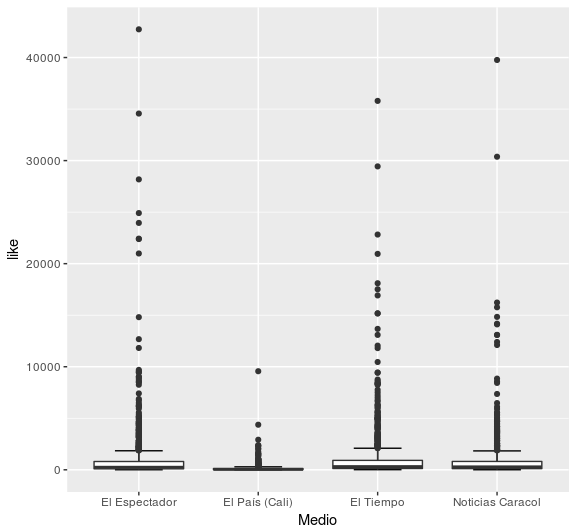 like
40000
30000
20000
10000
0
El Espectador
El País (Cali)
El Tiempo
Noticias Caracol
Medio